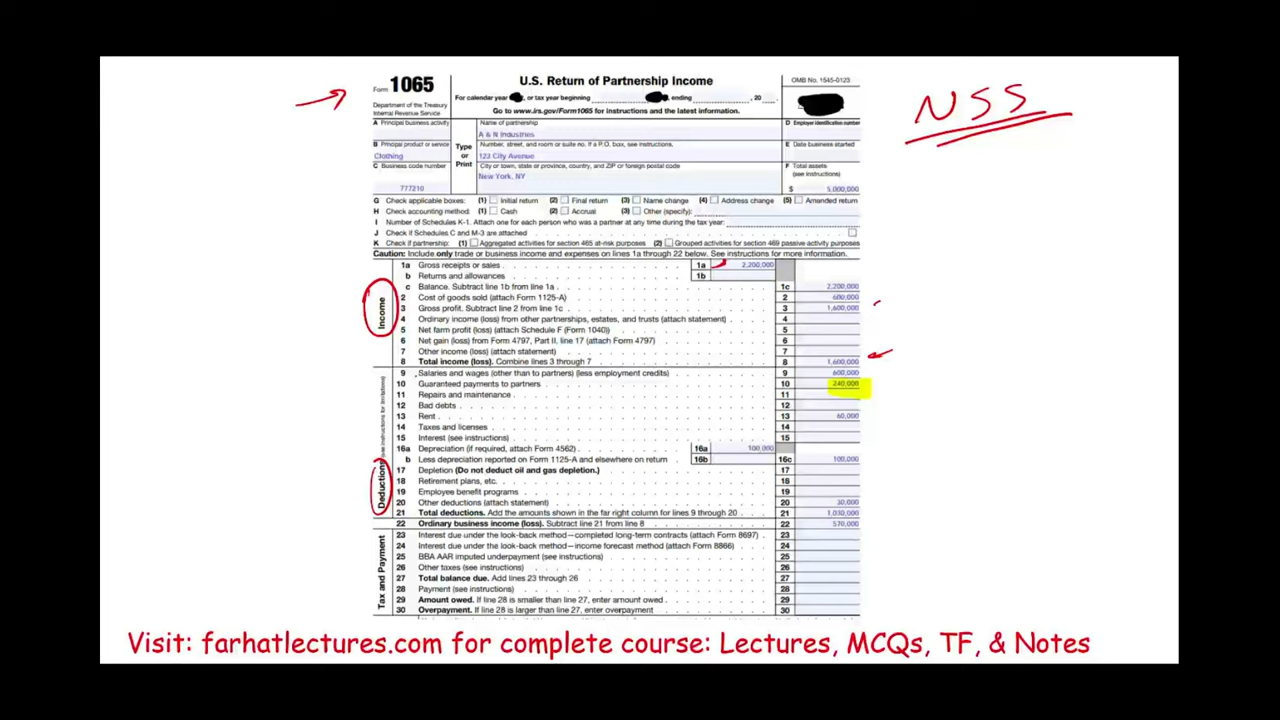 Form 1065
Department of the Treasury
Internal Revenue Service
U.S. Return of Partnership Income
For calendar year , or tax year beginning , ending , 20 .
Go to www.irs.gov/Form1065 for instructions and the latest information.
OMB No. 1545-0123
NSS
A Principal business activity
Name of partnership
A & N Industries
D Employer identification number
B Principal product or service
Clothing
Type or Print
Number, street, and room or suite no. If a P.O. box, see instructions.
123 City Avenue
E Date business started
C Business code number
777210
City or town, state or province, country, and ZIP or foreign postal code
New York, NY
F Total assets
(see instructions)
$ 5,000,000
G Check applicable boxes: (1) Initial return (2) Final return (3) Name change (4) Address change (5) Amended return
H Check accounting method: (1) Cash (2) Accrual (3) Other (specify):
I Number of Schedules K-1. Attach one for each person who was a partner at any time during the tax year:
J Check if Schedules C and M-3 are attached
K Check if partnership: (1) Aggregated activities for section 465 at-risk purposes (2) Grouped activities for section 469 passive activity purposes
Caution: Include only trade or business income and expenses on lines 1a through 22 below. See instructions for more information.
Income
1a Gross receipts or sales 1a 2,200,000
b Returns and allowances 1b
c Balance. Subtract line 1b from line 1a 1c 2,200,000
2 Cost of goods sold (attach Form 1125-A) 2 600,000
3 Gross profit. Subtract line 2 from line 1c 3 1,600,000
4 Ordinary income (loss) from other partnerships, estates, and trusts (attach statement) 4
5 Net farm profit (loss) (attach Schedule F (Form 1040)) 5
6 Net gain (loss) from Form 4797, Part II, line 17 (attach Form 4797) 6
7 Other income (loss) (attach statement) 7
8 Total income (loss). Combine lines 3 through 7 8 1,600,000
Deductions (see instructions for limitations)
9 Salaries and wages (other than to partners) (less employment credits) 9 600,000
10 Guaranteed payments to partners 10 240,000
11 Repairs and maintenance 11
12 Bad debts 12
13 Rent 13 60,000
14 Taxes and licenses 14
15 Interest (see instructions) 15
16a Depreciation (if required, attach Form 4562) 16a 100,000
b Less depreciation reported on Form 1125-A and elsewhere on return 16b 16c 100,000
17 Depletion (Do not deduct oil and gas depletion.) 17
18 Retirement plans, etc. 18
19 Employee benefit programs 19
20 Other deductions (attach statement) 20 30,000
21 Total deductions. Add the amounts shown in the far right column for lines 9 through 20 21 1,030,000
22 Ordinary business income (loss). Subtract line 21 from line 8 22 570,000
Tax and Payment
23 Interest due under the look-back method—completed long-term contracts (attach Form 8697) 23
24 Interest due under the look-back method—income forecast method (attach Form 8866) 24
25 BBA AAR imputed underpayment (see instructions) 25
26 Other taxes (see instructions) 26
27 Total balance due. Add lines 23 through 26 27
28 Payment (see instructions) 28
29 Amount owed. If line 28 is smaller than line 27, enter amount owed 29
30 Overpayment. If line 28 is larger than line 27, enter overpayment 30
Visit: farhatlectures.com for complete course: Lectures, MCQs, TF, & Notes